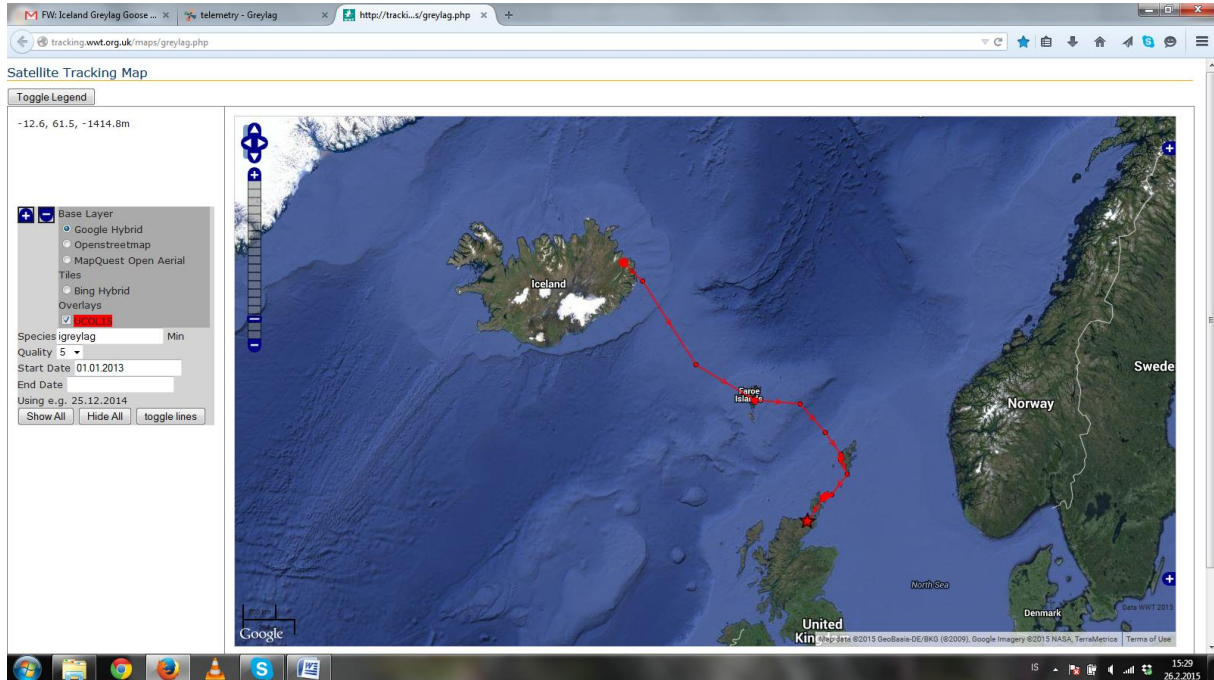 FW: Iceland Greylag Goose ...
telemetry - Greylag
http://tracki...s/greylag.php
tracking.wwt.org.uk/maps/greylag.php
Satellite Tracking Map
Toggle Legend
-12.6, 61.5, -1414.8m
Base Layer
Google Hybrid
Openstreetmap
MapQuest Open Aerial
Tiles
Bing Hybrid
Overlays
UCOL15
Species igreylag Min
Quality 5
Start Date 01.01.2013
End Date
Using e.g. 25.12.2014
Show All Hide All toggle lines
Iceland
Faroe
Islands
Swede
Norway
North Sea
Denmark
Data WWT 2015
United
Kin
Google
Map data ©2015 GeoBasis-DE/BKG (©2009), Google Imagery ©2015 NASA, TerraMetrics
Terms of Use
IS
15:29
26.2.2015